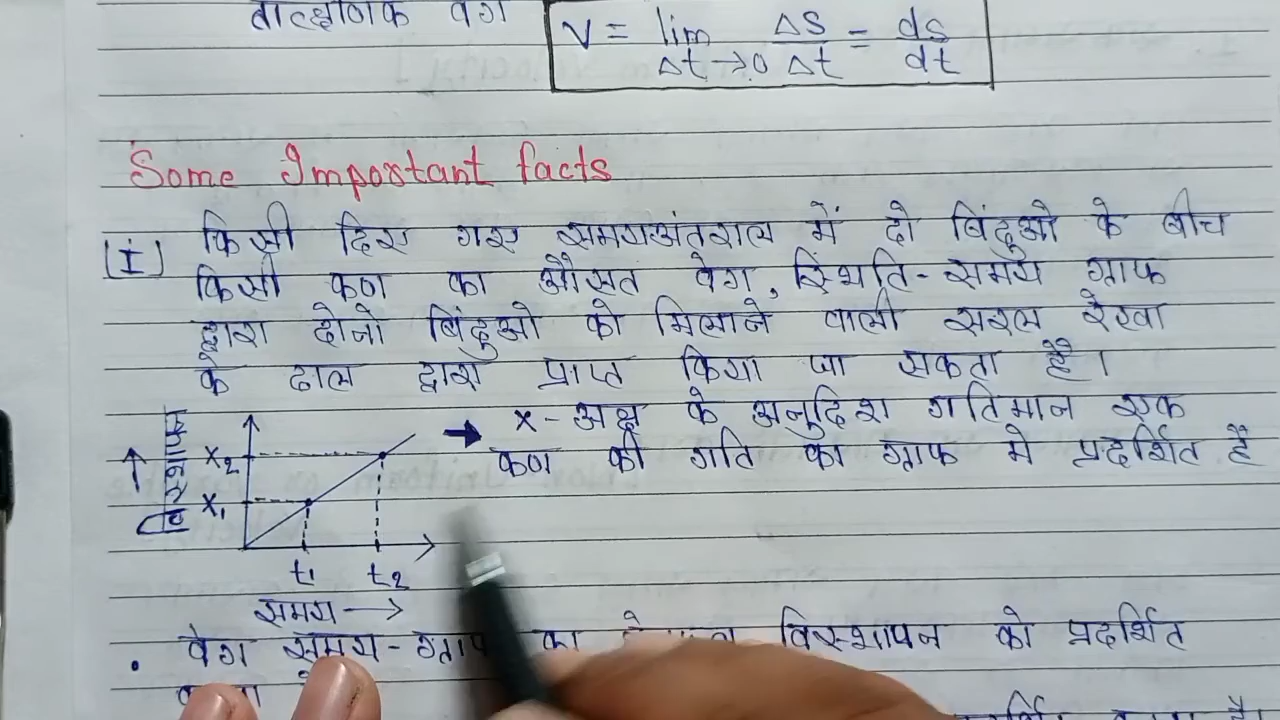 तात्क्षणिक वेग V = lim Δt→0 Δs/Δt = ds/dt
Some Important facts
(I) किसी दिए गए समयअंतराल में दो बिंदुओ के बीच
किसी कण का औसत वेग, स्थिति-समय ग्राफ
द्वारा दोनो बिंदुओ को मिलाने वाली सरल रेखा
के ढाल द्वारा प्राप्त किया जा सकता है।
→ x-अक्ष के अनुदिश गतिमान एक
कण की गति का ग्राफ मे प्रदर्शित है
विस्थापन →
x₂
x₁
t₁ t₂
समय →
• वेग समय-ग्राफ का विस्थापन को प्रदर्शित